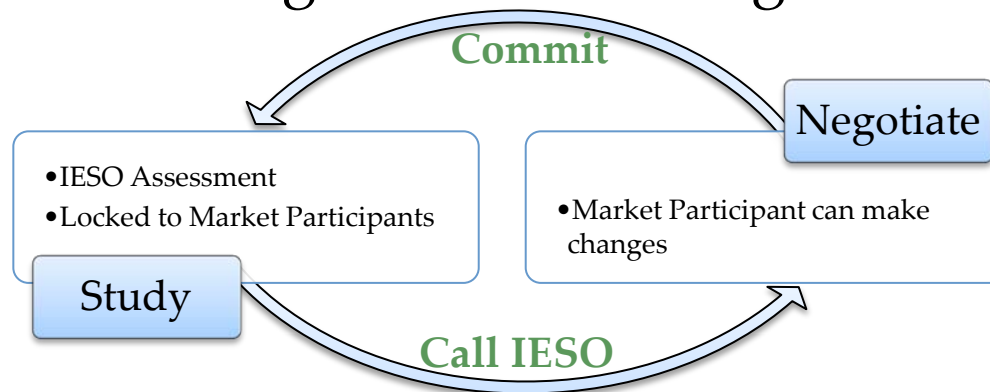 Commit
Negotiate
•IESO Assessment
•Locked to Market Participants
•Market Participant can make
changes
Study
Call IESO